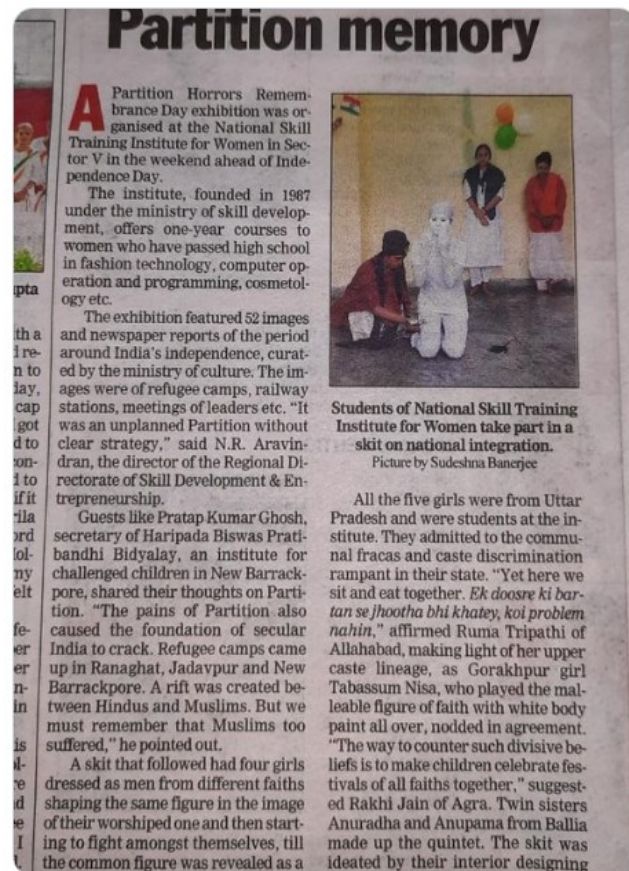 Partition memory
A Partition Horrors Remem-
brance Day exhibition was or-
ganised at the National Skill
Training Institute for Women in Sec-
tor V in the weekend ahead of Inde-
pendence Day.
The institute, founded in 1987
under the ministry of skill develop-
ment, offers one-year courses to
women who have passed high school
in fashion technology, computer op-
eration and programming, cosmetol-
ogy etc.
The exhibition featured 52 images
and newspaper reports of the period
around India's independence, curat-
ed by the ministry of culture. The im-
ages were of refugee camps, railway
stations, meetings of leaders etc. "It
was an unplanned Partition without
clear strategy," said N.R. Aravin-
dran, the director of the Regional Di-
rectorate of Skill Development & En-
trepreneurship.
Guests like Pratap Kumar Ghosh,
secretary of Haripada Biswas Prati-
bandhi Bidyalay, an institute for
challenged children in New Barrack-
pore, shared their thoughts on Parti-
tion. "The pains of Partition also
caused the foundation of secular
India to crack. Refugee camps came
up in Ranaghat, Jadavpur and New
Barrackpore. A rift was created be-
tween Hindus and Muslims. But we
must remember that Muslims too
suffered," he pointed out.
A skit that followed had four girls
dressed as men from different faiths
shaping the same figure in the image
of their worshiped one and then start-
ing to fight amongst themselves, till
the common figure was revealed as a
Students of National Skill Training
Institute for Women take part in a
skit on national integration.
Picture by Sudeshna Banerjee
All the five girls were from Uttar
Pradesh and were students at the in-
stitute. They admitted to the commu-
nal fracas and caste discrimination
rampant in their state. "Yet here we
sit and eat together. Ek doosre ki bar-
tan se jhootha bhi khatey, koi problem
nahin," affirmed Ruma Tripathi of
Allahabad, making light of her upper
caste lineage, as Gorakhpur girl
Tabassum Nisa, who played the mal-
leable figure of faith with white body
paint all over, nodded in agreement.
"The way to counter such divisive be-
liefs is to make children celebrate fes-
tivals of all faiths together," suggest-
ed Rakhi Jain of Agra. Twin sisters
Anuradha and Anupama from Ballia
made up the quintet. The skit was
ideated by their interior designing